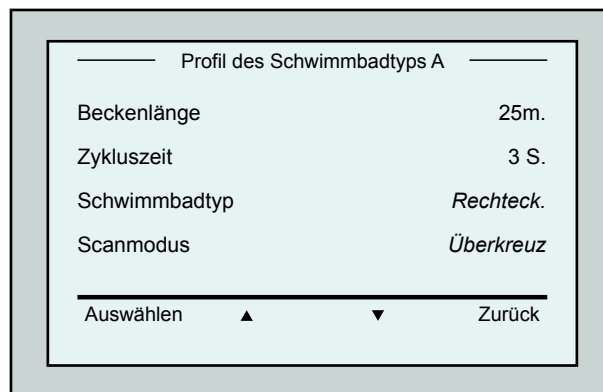 Profil des Schwimmbadtyps A
Beckenlänge 25m.
Zykluszeit 3 S.
Schwimmbadtyp Rechteck.
Scanmodus Überkreuz
Auswählen ▲ ▼ Zurück